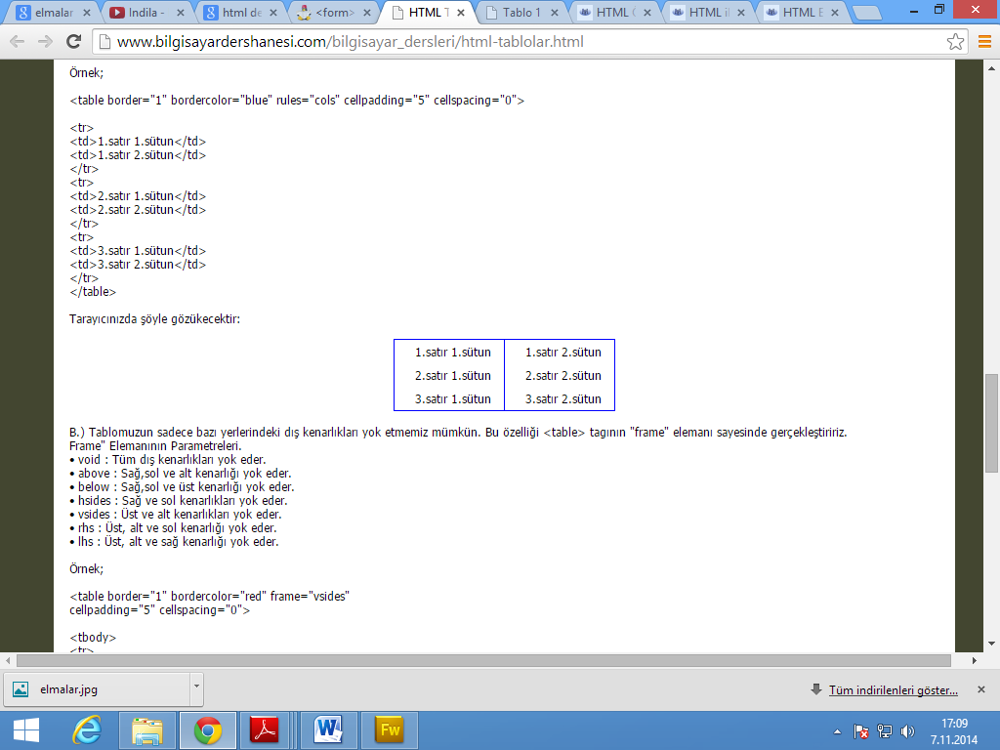 elmalar
Indila -
html de
<form>
HTML T
Tablo 1
HTML
HTML il
HTML E
www.bilgisayardershanesi.com/bilgisayar_dersleri/html-tablolar.html
Örnek;
<table border="1" bordercolor="blue" rules="cols" cellpadding="5" cellspacing="0">
<tr>
<td>1.satır 1.sütun</td>
<td>1.satır 2.sütun</td>
</tr>
<tr>
<td>2.satır 1.sütun</td>
<td>2.satır 2.sütun</td>
</tr>
<tr>
<td>3.satır 1.sütun</td>
<td>3.satır 2.sütun</td>
</tr>
</table>
Tarayıcınızda şöyle gözükecektir:
1.satır 1.sütun 1.satır 2.sütun
2.satır 1.sütun 2.satır 2.sütun
3.satır 1.sütun 3.satır 2.sütun
B.) Tablomuzun sadece bazı yerlerindeki dış kenarlıkları yok etmemiz mümkün. Bu özelliği <table> tagının "frame" elemanı sayesinde gerçekleştiririz.
Frame" Elemanının Parametreleri.
• void : Tüm dış kenarlıkları yok eder.
• above : Sağ,sol ve alt kenarlığı yok eder.
• below : Sağ,sol ve üst kenarlığı yok eder.
• hsides : Sağ ve sol kenarlıkları yok eder.
• vsides : Üst ve alt kenarlıkları yok eder.
• rhs : Üst, alt ve sol kenarlığı yok eder.
• lhs : Üst, alt ve sağ kenarlığı yok eder.
Örnek;
<table border="1" bordercolor="red" frame="vsides"
cellpadding="5" cellspacing="0">
<tbody>
<tr>
elmalar.jpg
Tüm indirilenleri göster...
Fw
17:09
7.11.2014